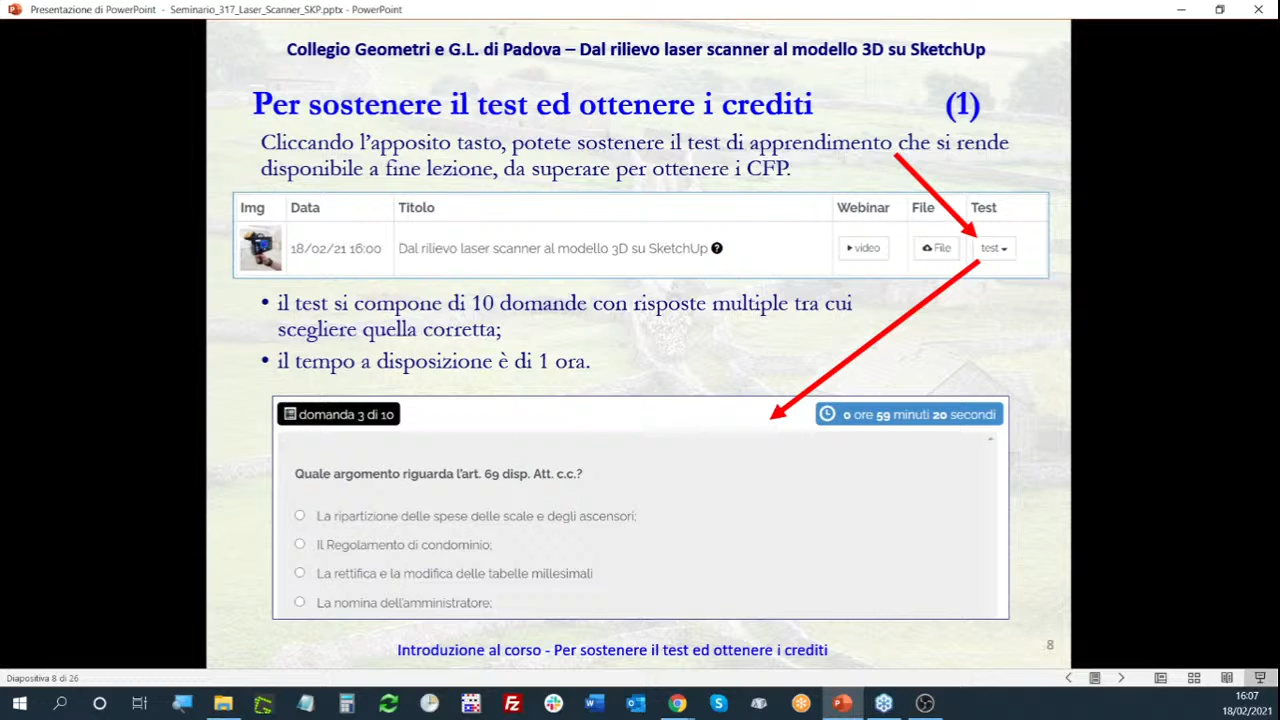 Presentazione di PowerPoint - Seminario_317_Laser_Scanner_SKP.pptx - PowerPoint
Collegio Geometri e G.L. di Padova – Dal rilievo laser scanner al modello 3D su SketchUp
Per sostenere il test ed ottenere i crediti (1)
Cliccando l'apposito tasto, potete sostenere il test di apprendimento che si rende
disponibile a fine lezione, da superare per ottenere i CFP.
Img Data Titolo Webinar File Test
18/02/21 16:00 Dal rilievo laser scanner al modello 3D su SketchUp ? video File test
• il test si compone di 10 domande con risposte multiple tra cui
scegliere quella corretta;
• il tempo a disposizione è di 1 ora.
domanda 3 di 10 0 ore 59 minuti 20 secondi
Quale argomento riguarda l'art. 69 disp. Att. c.c.?
La ripartizione delle spese delle scale e degli ascensori;
Il Regolamento di condominio;
La rettifica e la modifica delle tabelle millesimali
La nomina dell'amministratore;
Introduzione al corso - Per sostenere il test ed ottenere i crediti
8
Diapositiva 8 di 26
16:07
18/02/2021